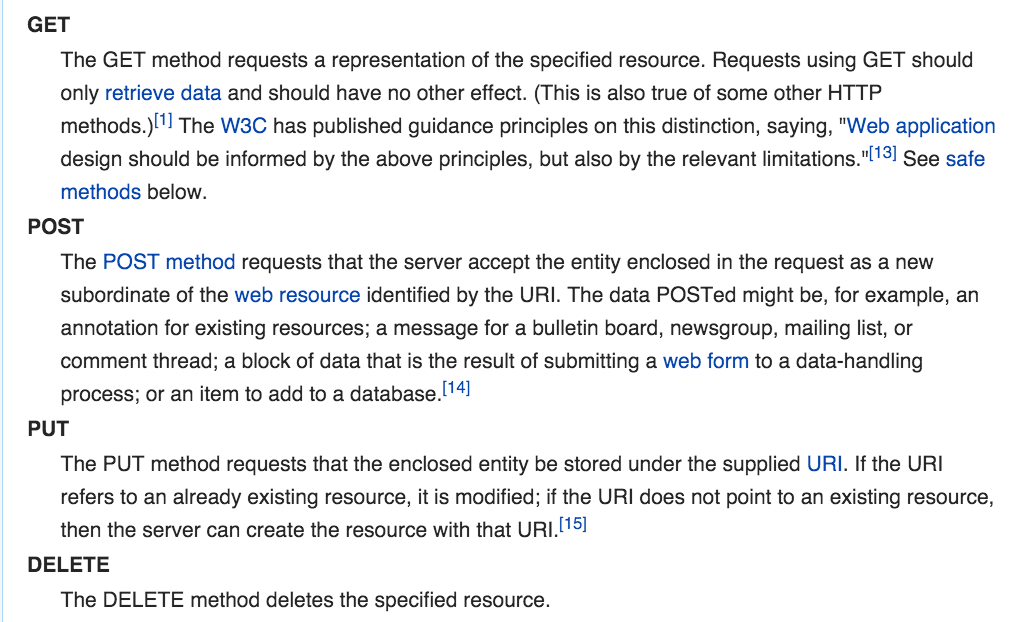 GET
The GET method requests a representation of the specified resource. Requests using GET should
only retrieve data and should have no other effect. (This is also true of some other HTTP
methods.)[1] The W3C has published guidance principles on this distinction, saying, "Web application
design should be informed by the above principles, but also by the relevant limitations."[13] See safe
methods below.
POST
The POST method requests that the server accept the entity enclosed in the request as a new
subordinate of the web resource identified by the URI. The data POSTed might be, for example, an
annotation for existing resources; a message for a bulletin board, newsgroup, mailing list, or
comment thread; a block of data that is the result of submitting a web form to a data-handling
process; or an item to add to a database.[14]
PUT
The PUT method requests that the enclosed entity be stored under the supplied URI. If the URI
refers to an already existing resource, it is modified; if the URI does not point to an existing resource,
then the server can create the resource with that URI.[15]
DELETE
The DELETE method deletes the specified resource.